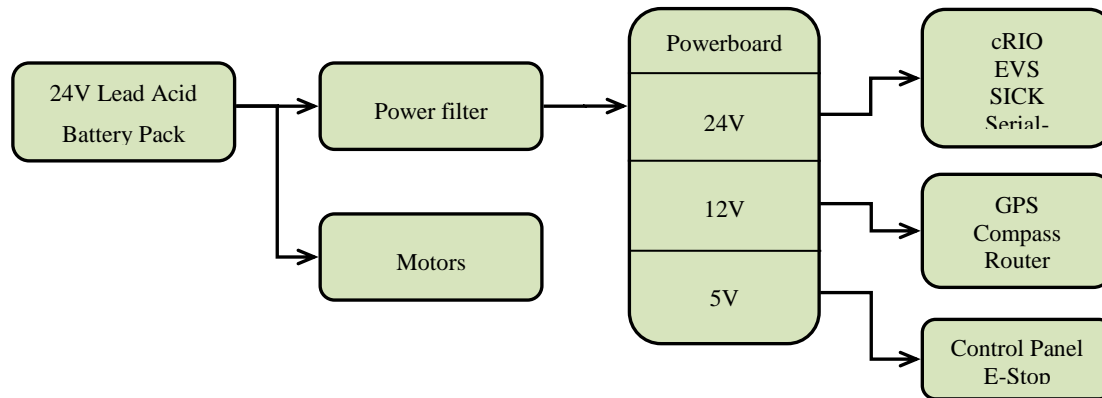 24V Lead Acid
Battery Pack
Power filter
Motors
Powerboard
24V
12V
5V
cRIO
EVS
SICK
Serial-
GPS
Compass
Router
Control Panel
E-Stop